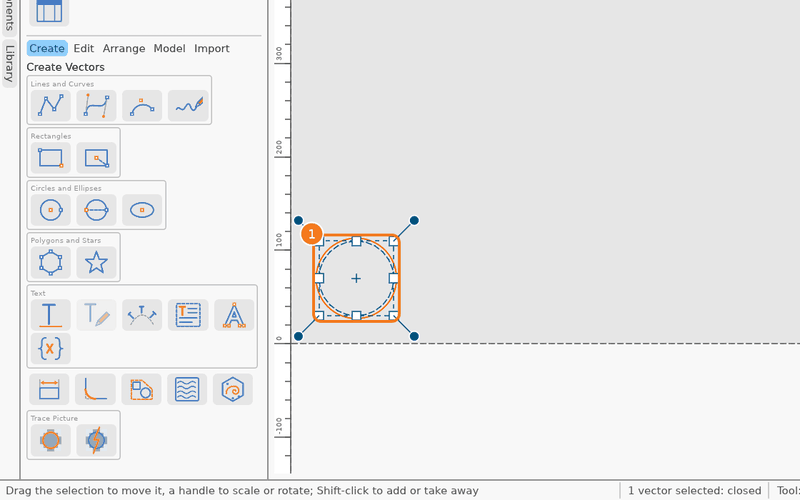 Library
Create Edit Arrange Model Import
Create Vectors
Lines and Curves
Rectangles
Circles and Ellipses
Polygons and Stars
Text
Trace Picture
300
200
100
0
-100
1
Drag the selection to move it, a handle to scale or rotate; Shift-click to add or take away
1 vector selected: closed
Tool: